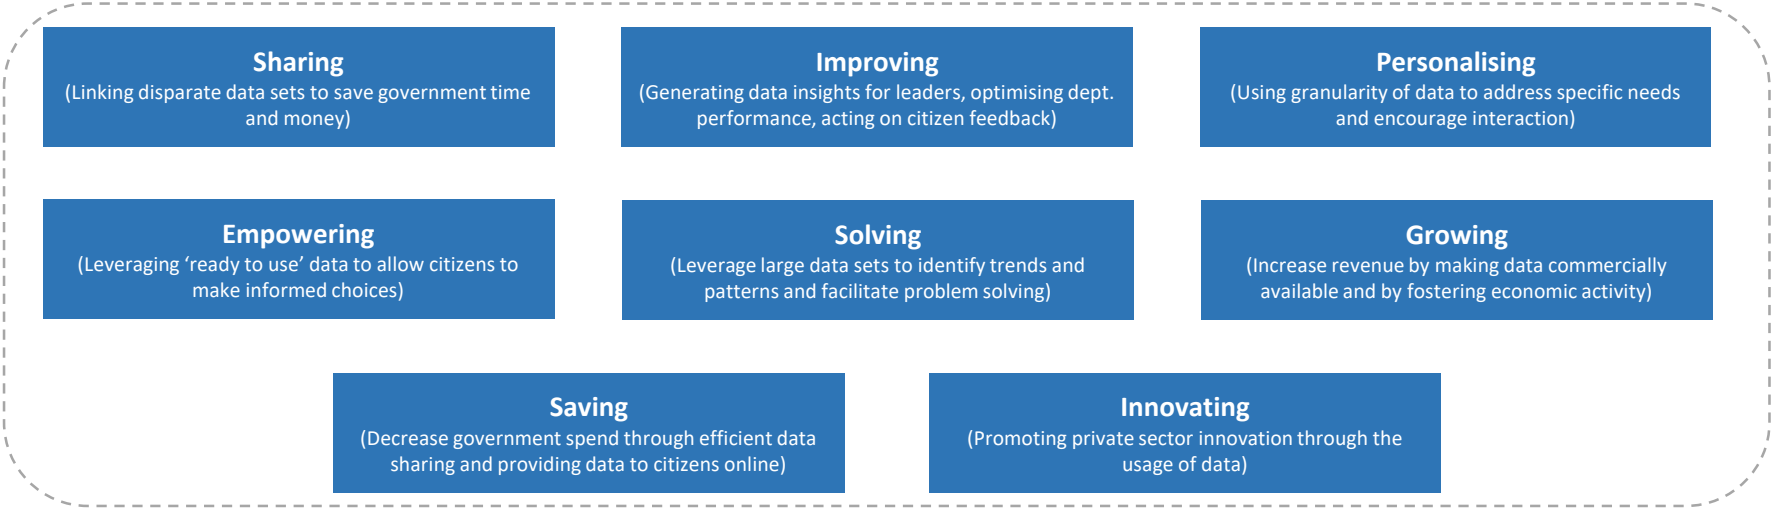 Sharing
(Linking disparate data sets to save government time
and money)
Improving
(Generating data insights for leaders, optimising dept.
performance, acting on citizen feedback)
Personalising
(Using granularity of data to address specific needs
and encourage interaction)
Empowering
(Leveraging ‘ready to use’ data to allow citizens to
make informed choices)
Solving
(Leverage large data sets to identify trends and
patterns and facilitate problem solving)
Growing
(Increase revenue by making data commercially
available and by fostering economic activity)
Saving
(Decrease government spend through efficient data
sharing and providing data to citizens online)
Innovating
(Promoting private sector innovation through the
usage of data)